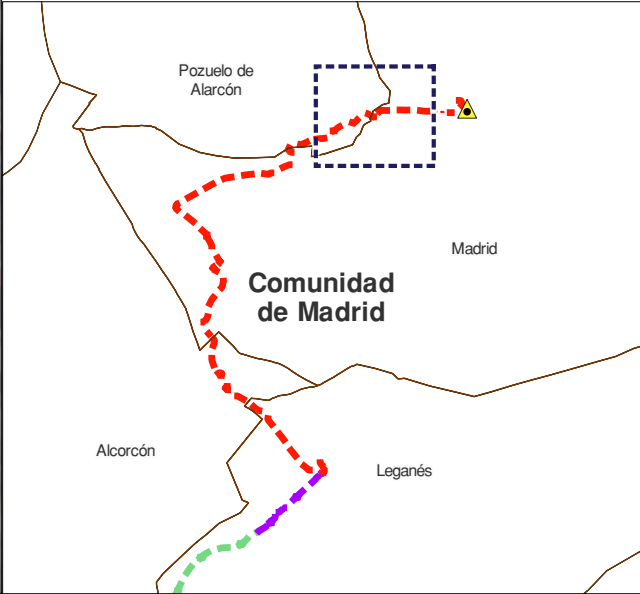 Pozuelo de
Alarcón
Madrid
Comunidad
de Madrid
Alcorcón
Leganés